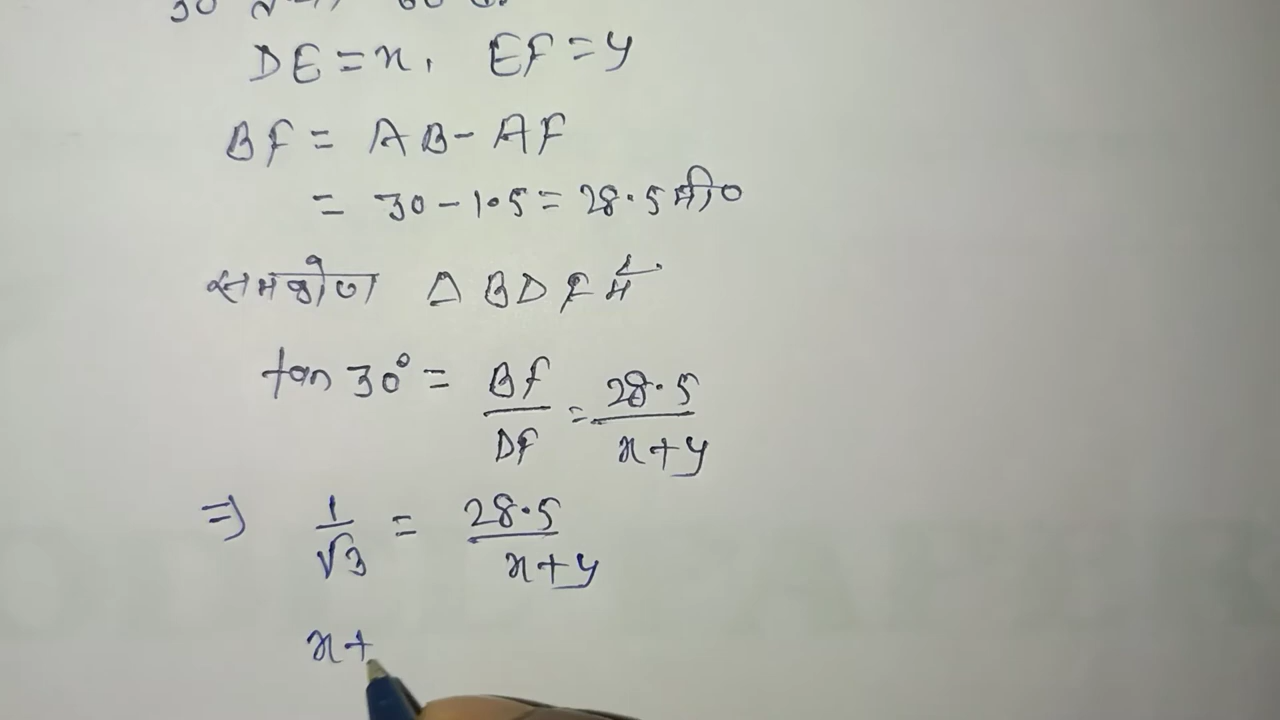 30
DE = x, EF = y
BF = AB - AF
= 30 - 1.5 = 28.5 मी०
समकोण Δ BDF में
tan 30° = BF/DF = 28.5/x+y
⇒ 1/√3 = 28.5/x+y
x+